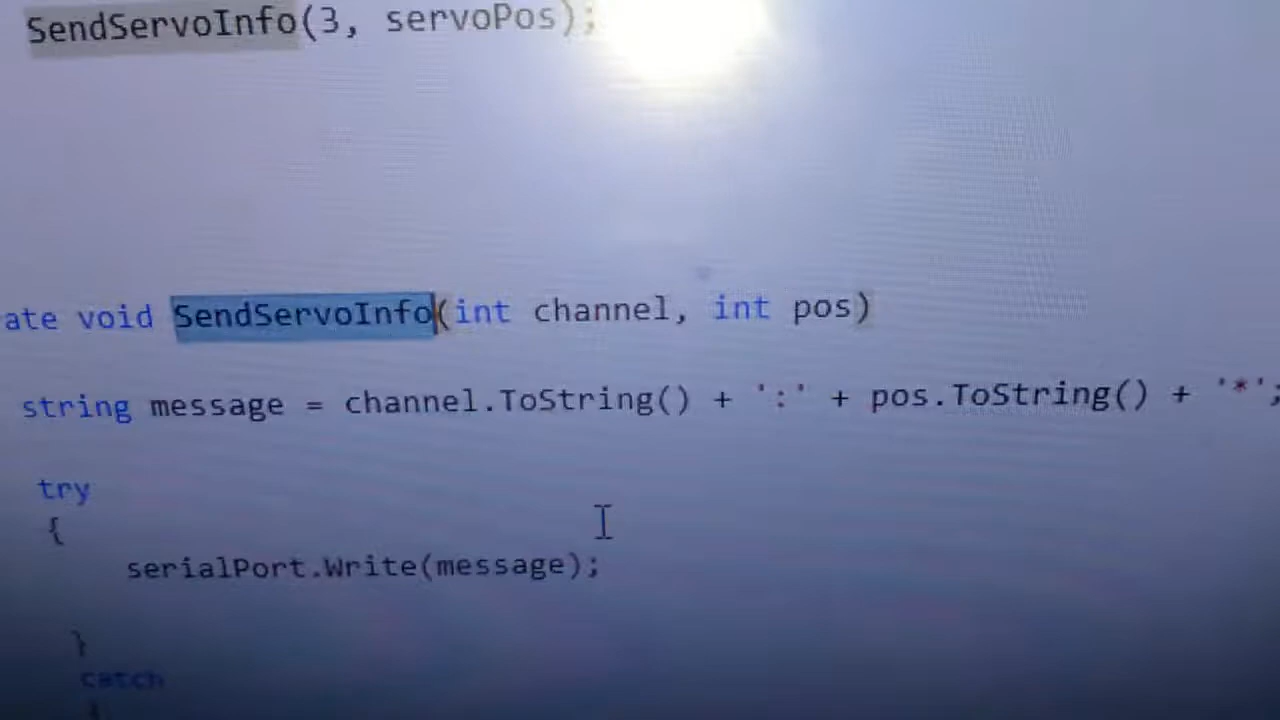 SendServoInfo(3, servoPos);
ate void SendServoInfo(int channel, int pos)
string message = channel.ToString() + ':' + pos.ToString() + '*';
try
{
serialPort.Write(message);
}
catch
{